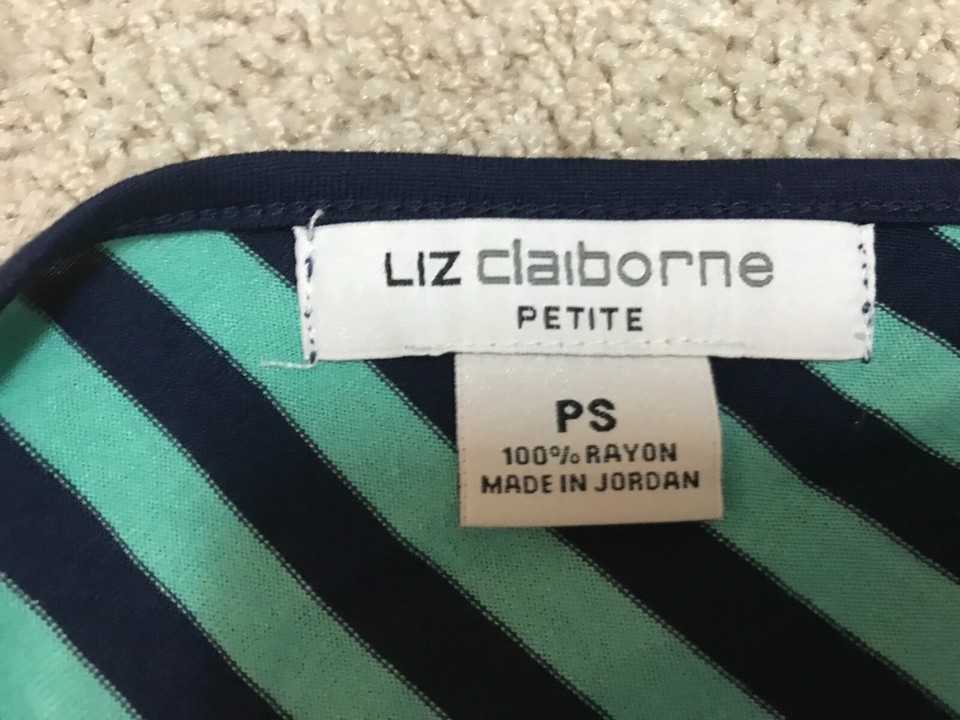 LIZ claiborne
PETITE
PS
100% RAYON
MADE IN JORDAN